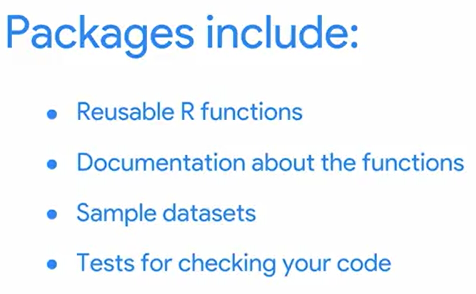 Packages include:
• Reusable R functions
• Documentation about the functions
• Sample datasets
• Tests for checking your code